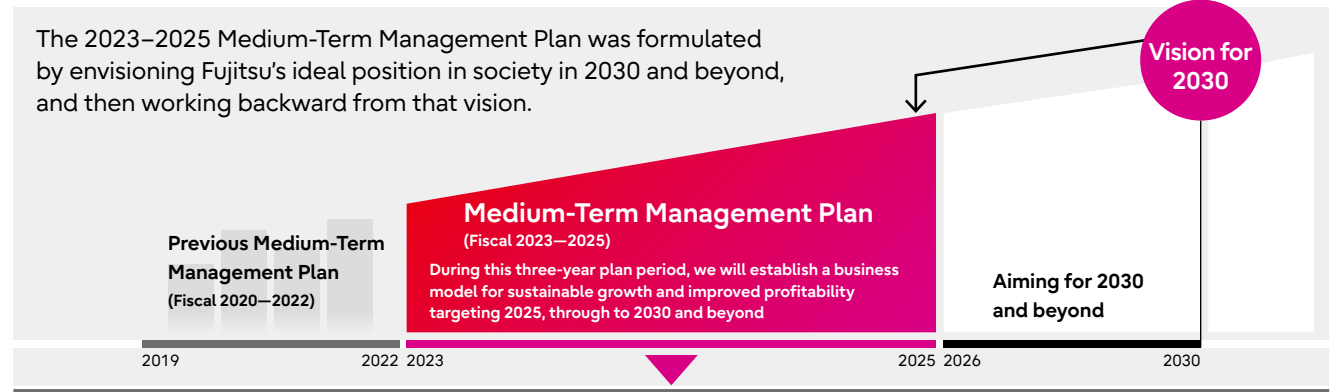 The 2023–2025 Medium-Term Management Plan was formulated
by envisioning Fujitsu's ideal position in society in 2030 and beyond,
and then working backward from that vision.
Vision for
2030
Previous Medium-Term
Management Plan
(Fiscal 2020—2022)
Medium-Term Management Plan
(Fiscal 2023—2025)
During this three-year plan period, we will establish a business
model for sustainable growth and improved profitability
targeting 2025, through to 2030 and beyond
Aiming for 2030
and beyond
2019 2022 2023 2025 2026 2030